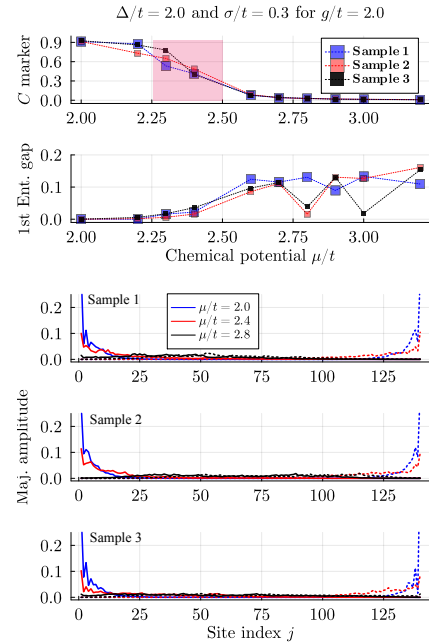 Δ/t = 2.0 and σ/t = 0.3 for g/t = 2.0
C marker
0.9
0.6
0.3
0.0
Sample 1
Sample 2
Sample 3
2.00 2.25 2.50 2.75 3.00
1st Ent. gap
0.2
0.1
0.0
2.00 2.25 2.50 2.75 3.00
Chemical potential μ/t
Maj. amplitude
Sample 1
μ/t = 2.0
μ/t = 2.4
μ/t = 2.8
0.2
0.1
0.0
0 25 50 75 100 125
Sample 2
0.2
0.1
0.0
0 25 50 75 100 125
Sample 3
0.2
0.1
0.0
0 25 50 75 100 125
Site index j